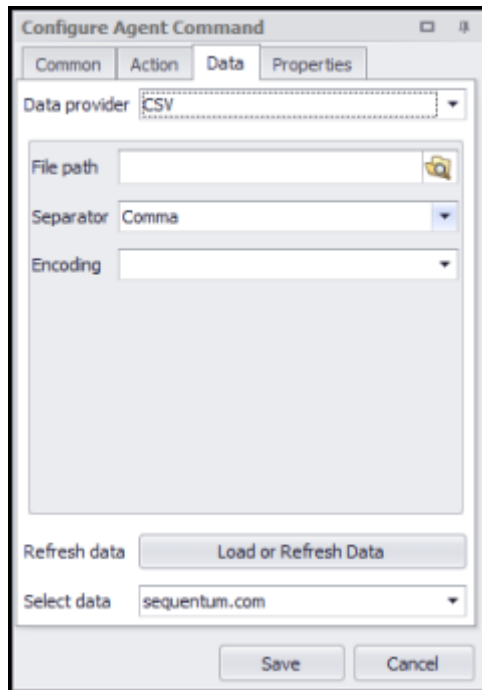 Configure Agent Command
Common Action Data Properties
Data provider CSV
File path
Separator Comma
Encoding
Refresh data Load or Refresh Data
Select data sequentum.com
Save Cancel